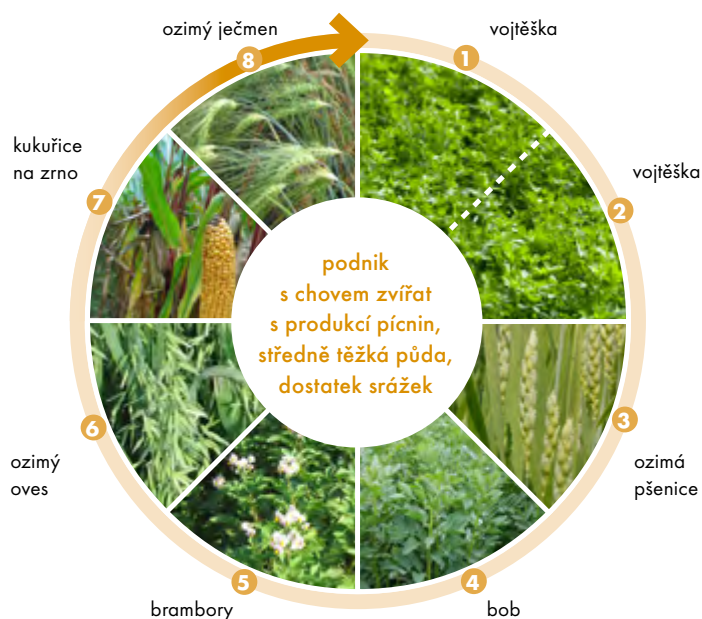 ozimý ječmen
8
vojtěška
1
vojtěška
2
kukuřice
na zrno
7
podnik
s chovem zvířat
s produkcí pícnin,
středně těžká půda,
dostatek srážek
3
ozimá
pšenice
6
ozimý
oves
5
brambory
4
bob